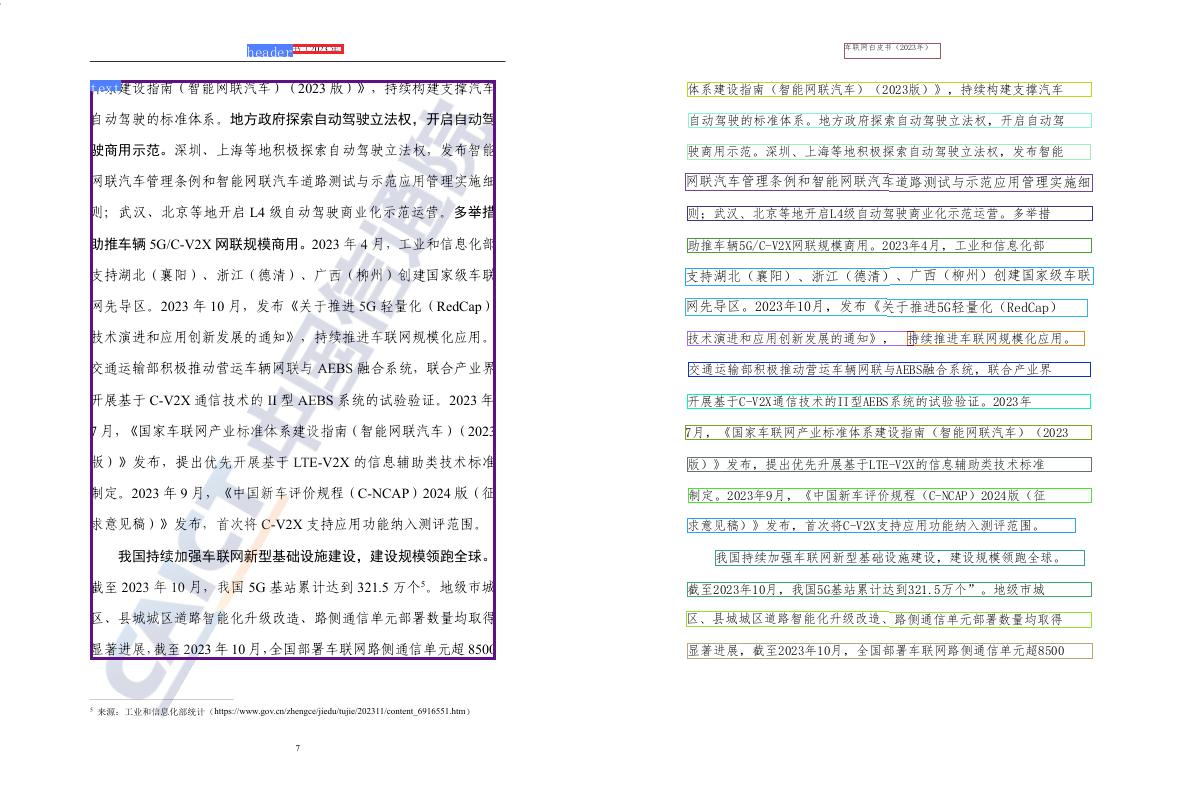 header
text建设指南（智能网联汽车）（2023 版）》，持续构建支撑汽车
自动驾驶的标准体系。地方政府探索自动驾驶立法权，开启自动驾
驶商用示范。深圳、上海等地积极探索自动驾驶立法权，发布智能
网联汽车管理条例和智能网联汽车道路测试与示范应用管理实施细
则；武汉、北京等地开启 L4 级自动驾驶商业化示范运营。多举措
助推车辆 5G/C-V2X 网联规模商用。2023 年 4 月，工业和信息化部
支持湖北（襄阳）、浙江（德清）、广西（柳州）创建国家级车联
网先导区。2023 年 10 月，发布《关于推进 5G 轻量化（RedCap）
技术演进和应用创新发展的通知》，持续推进车联网规模化应用。
交通运输部积极推动营运车辆网联与 AEBS 融合系统，联合产业界
开展基于 C-V2X 通信技术的 II 型 AEBS 系统的试验验证。2023 年
7 月，《国家车联网产业标准体系建设指南（智能网联汽车）（2023
版）》发布，提出优先开展基于 LTE-V2X 的信息辅助类技术标准
制定。2023 年 9 月，《中国新车评价规程（C-NCAP）2024 版（征
求意见稿）》发布，首次将 C-V2X 支持应用功能纳入测评范围。
我国持续加强车联网新型基础设施建设，建设规模领跑全球。
截至 2023 年 10 月，我国 5G 基站累计达到 321.5 万个5。地级市城
区、县城城区道路智能化升级改造、路侧通信单元部署数量均取得
显著进展，截至 2023 年 10 月，全国部署车联网路侧通信单元超 8500
CAICT 中国信通院
5 来源：工业和信息化部统计（https://www.gov.cn/zhengce/jiedu/tujie/202311/content_6916551.htm）
7
车联网白皮书（2023年）
体系建设指南（智能网联汽车）（2023版）》，持续构建支撑汽车
自动驾驶的标准体系。地方政府探索自动驾驶立法权，开启自动驾
驶商用示范。深圳、上海等地积极探索自动驾驶立法权，发布智能
网联汽车管理条例和智能网联汽车道路测试与示范应用管理实施细
则；武汉、北京等地开启L4级自动驾驶商业化示范运营。多举措
助推车辆5G/C-V2X网联规模商用。2023年4月，工业和信息化部
支持湖北（襄阳）、浙江（德清）、广西（柳州）创建国家级车联
网先导区。2023年10月，发布《关于推进5G轻量化（RedCap）
技术演进和应用创新发展的通知》， 持续推进车联网规模化应用。
交通运输部积极推动营运车辆网联与AEBS融合系统，联合产业界
开展基于C-V2X通信技术的II型AEBS系统的试验验证。2023年
7月，《国家车联网产业标准体系建设指南（智能网联汽车）（2023
版）》发布，提出优先开展基于LTE-V2X的信息辅助类技术标准
制定。2023年9月，《中国新车评价规程（C-NCAP）2024版（征
求意见稿）》发布，首次将C-V2X支持应用功能纳入测评范围。
我国持续加强车联网新型基础设施建设，建设规模领跑全球。
截至2023年10月，我国5G基站累计达到321.5万个”。地级市城
区、县城城区道路智能化升级改造、路侧通信单元部署数量均取得
显著进展，截至2023年10月，全国部署车联网路侧通信单元超8500